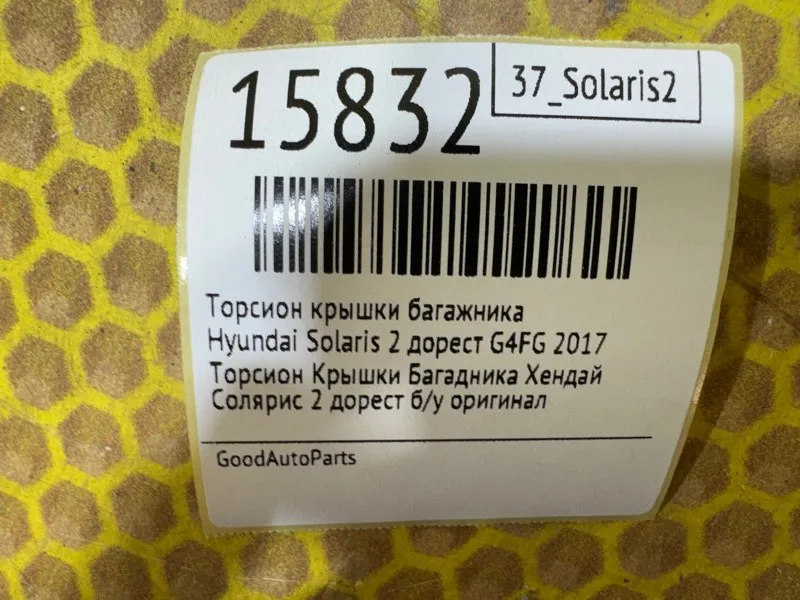 15832
37_Solaris2
Торсион крышки багажника
Hyundai Solaris 2 дорест G4FG 2017
Торсион Крышки Багадника Хендай
Солярис 2 дорест б/у оригинал
GoodAutoParts